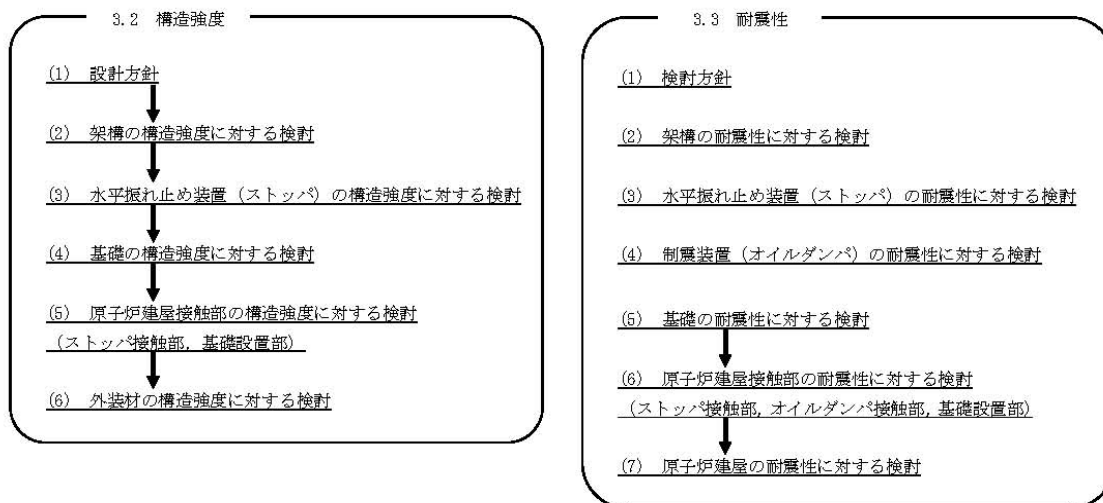 3.2 構造強度
(1) 設計方針
(2) 架構の構造強度に対する検討
(3) 水平振れ止め装置（ストッパ）の構造強度に対する検討
(4) 基礎の構造強度に対する検討
(5) 原子炉建屋接触部の構造強度に対する検討
（ストッパ接触部，基礎設置部）
(6) 外装材の構造強度に対する検討
3.3 耐震性
(1) 検討方針
(2) 架構の耐震性に対する検討
(3) 水平振れ止め装置（ストッパ）の耐震性に対する検討
(4) 制震装置（オイルダンパ）の耐震性に対する検討
(5) 基礎の耐震性に対する検討
(6) 原子炉建屋接触部の耐震性に対する検討
（ストッパ接触部，オイルダンパ接触部，基礎設置部）
(7) 原子炉建屋の耐震性に対する検討